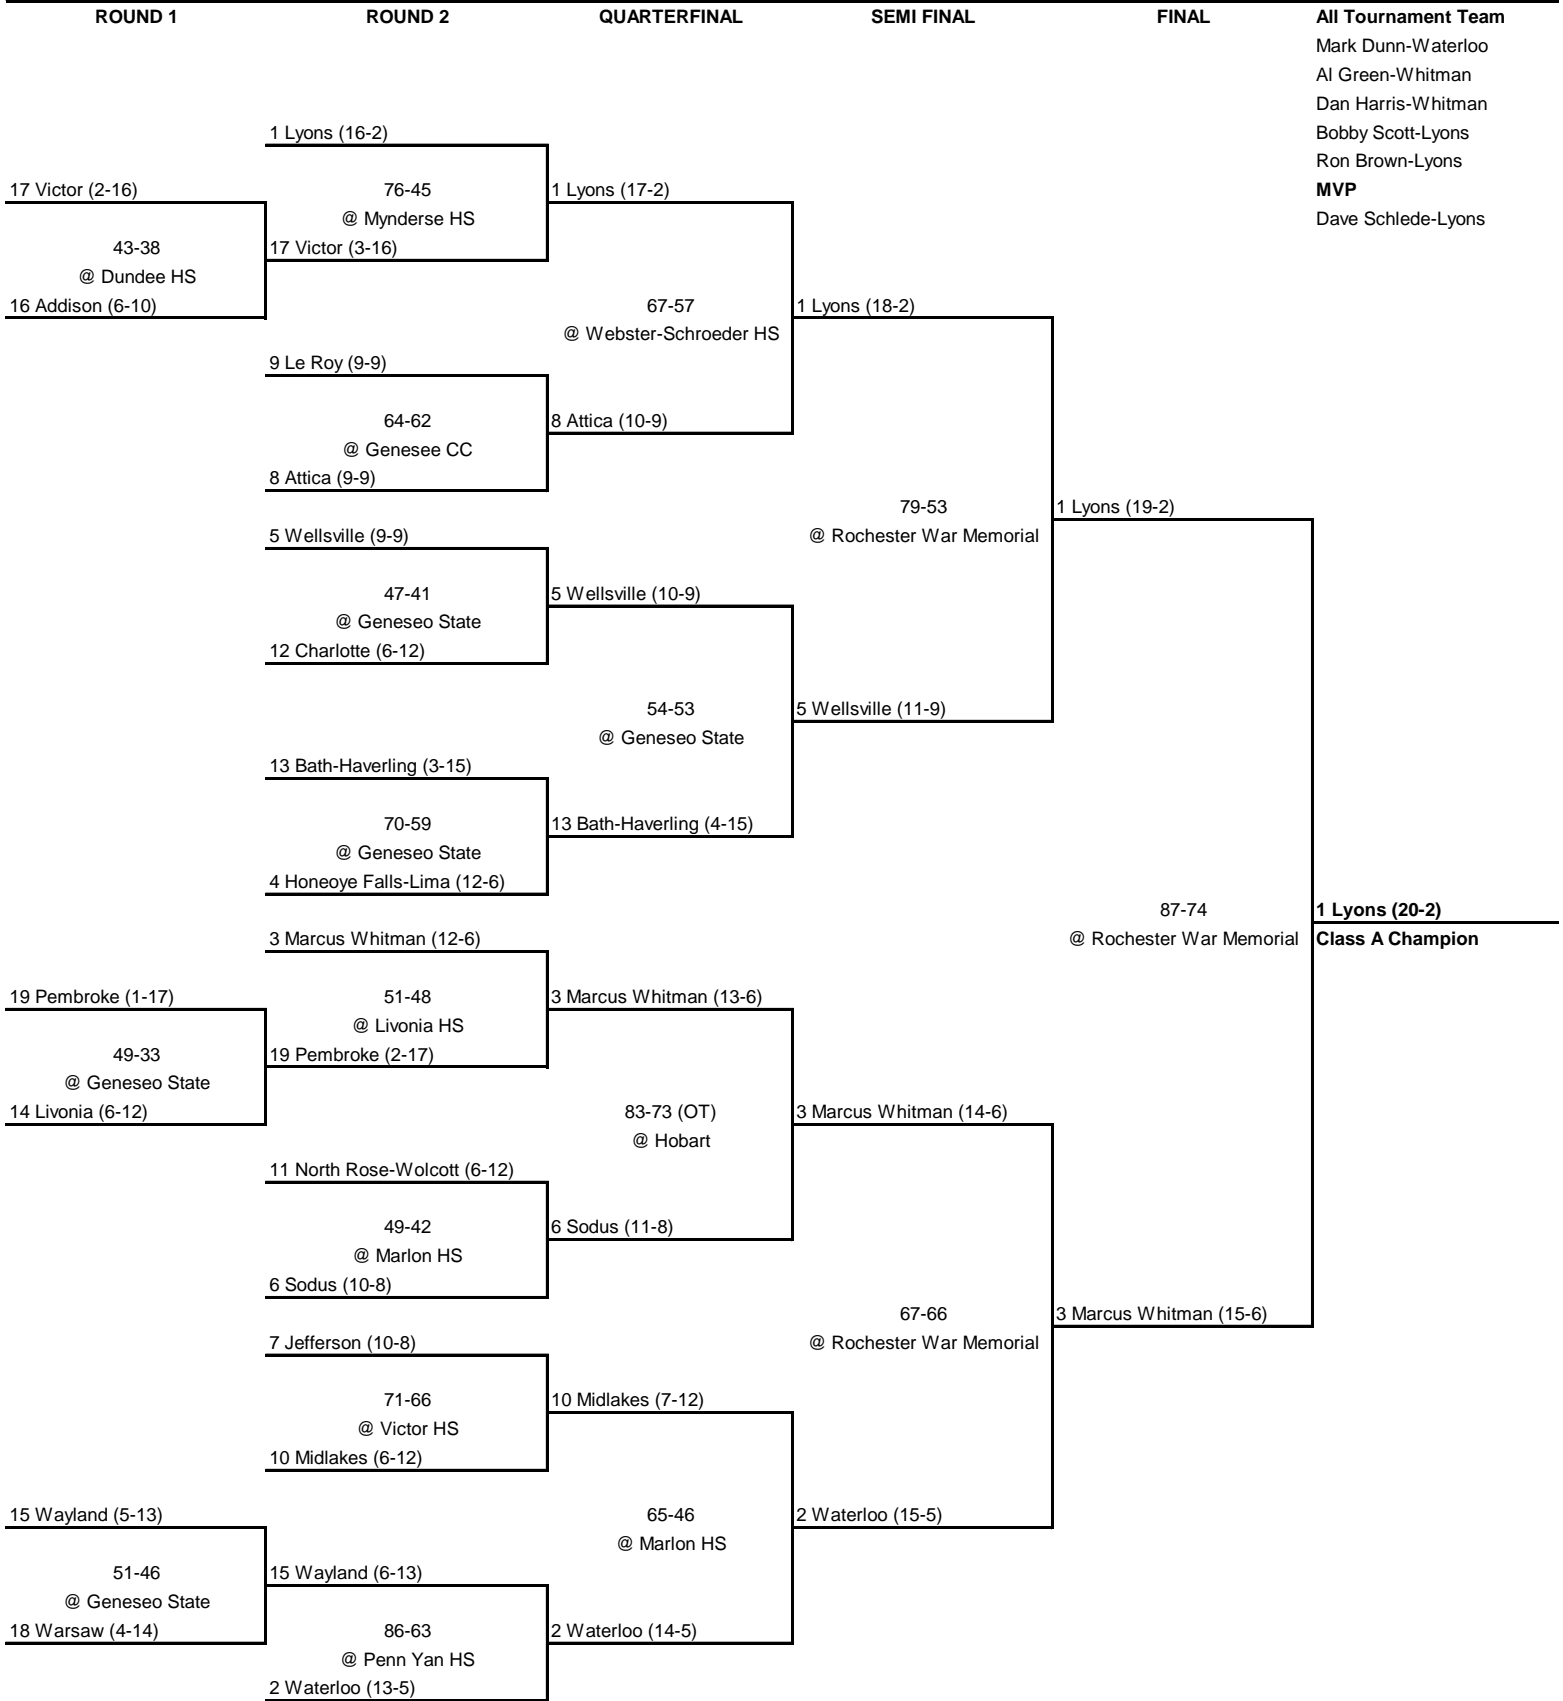 ROUND 1 ROUND 2 QUARTERFINAL SEMI FINAL FINAL All Tournament Team
Mark Dunn-Waterloo
Al Green-Whitman
Dan Harris-Whitman
1 Lyons (16-2) Bobby Scott-Lyons
Ron Brown-Lyons
17 Victor (2-16) 76-45 1 Lyons (17-2) MVP
@ Mynderse HS Dave Schlede-Lyons
43-38 17 Victor (3-16)
@ Dundee HS
16 Addison (6-10) 67-57 1 Lyons (18-2)
@ Webster-Schroeder HS
9 Le Roy (9-9)
64-62 8 Attica (10-9)
@ Genesee CC
8 Attica (9-9)
79-53 1 Lyons (19-2)
5 Wellsville (9-9) @ Rochester War Memorial
47-41 5 Wellsville (10-9)
@ Geneseo State
12 Charlotte (6-12)
54-53 5 Wellsville (11-9)
@ Geneseo State
13 Bath-Haverling (3-15)
70-59 13 Bath-Haverling (4-15)
@ Geneseo State
4 Honeoye Falls-Lima (12-6)
87-74 1 Lyons (20-2)
3 Marcus Whitman (12-6) @ Rochester War Memorial Class A Champion
19 Pembroke (1-17) 51-48 3 Marcus Whitman (13-6)
@ Livonia HS
49-33 19 Pembroke (2-17)
@ Geneseo State
14 Livonia (6-12) 83-73 (OT) 3 Marcus Whitman (14-6)
@ Hobart
11 North Rose-Wolcott (6-12)
49-42 6 Sodus (11-8)
@ Marlon HS
6 Sodus (10-8)
67-66 3 Marcus Whitman (15-6)
7 Jefferson (10-8) @ Rochester War Memorial
71-66 10 Midlakes (7-12)
@ Victor HS
10 Midlakes (6-12)
15 Wayland (5-13) 65-46 2 Waterloo (15-5)
@ Marlon HS
51-46 15 Wayland (6-13)
@ Geneseo State
18 Warsaw (4-14) 86-63 2 Waterloo (14-5)
@ Penn Yan HS
2 Waterloo (13-5)